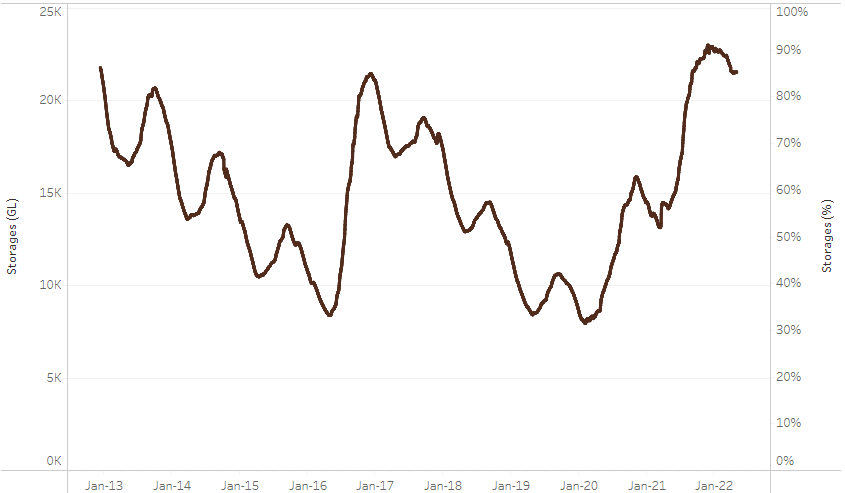 25K
20K
15K
10K
5K
0K
Storages (GL)
100%
90%
80%
70%
60%
50%
40%
30%
20%
10%
0%
Storages (%)
Jan-13 Jan-14 Jan-15 Jan-16 Jan-17 Jan-18 Jan-19 Jan-20 Jan-21 Jan-22